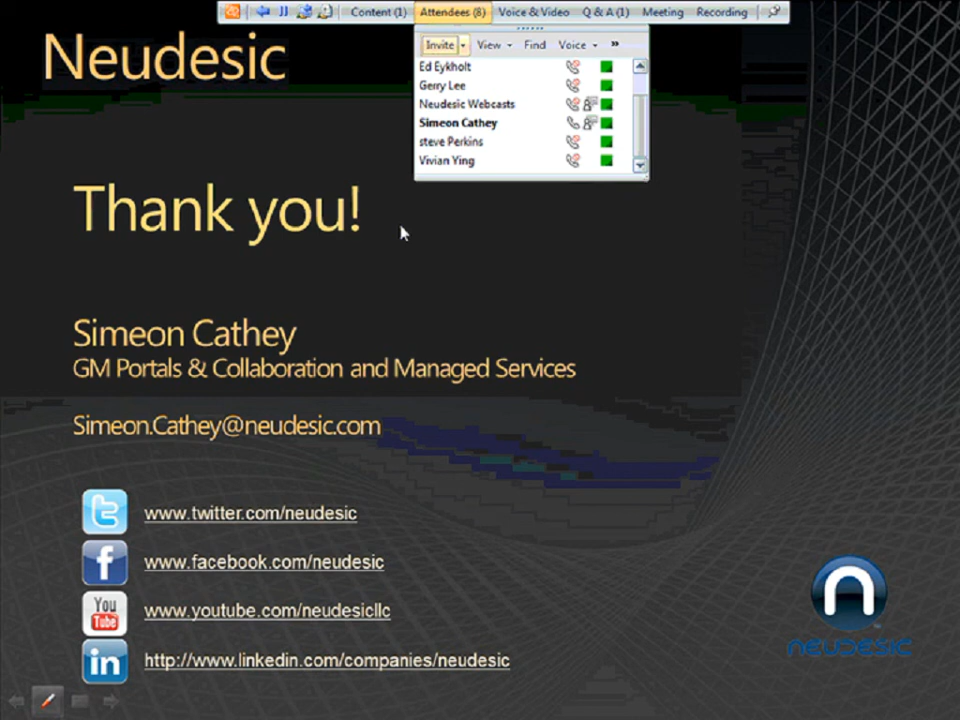 Content (1) Attendees (8) Voice & Video Q & A (1) Meeting Recording
Invite View Find Voice »
Ed Eykholt
Gerry Lee
Neudesic Webcasts
Simeon Cathey
steve Perkins
Vivian Ying
Neudesic
Thank you!
Simeon Cathey
GM Portals & Collaboration and Managed Services
Simeon.Cathey@neudesic.com
www.twitter.com/neudesic
www.facebook.com/neudesic
You Tube
www.youtube.com/neudesicllc
in
http://www.linkedin.com/companies/neudesic
neudesic